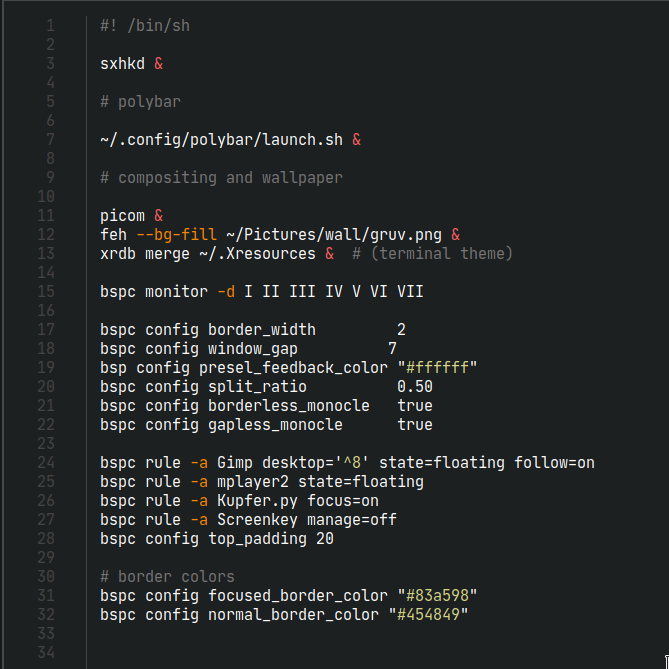 1 #! /bin/sh
2
3 sxhkd &
4
5 # polybar
6
7 ~/.config/polybar/launch.sh &
8
9 # compositing and wallpaper
10
11 picom &
12 feh --bg-fill ~/Pictures/wall/gruv.png &
13 xrdb merge ~/.Xresources &  # (terminal theme)
14
15 bspc monitor -d I II III IV V VI VII
16
17 bspc config border_width         2
18 bspc config window_gap          7
19 bsp config presel_feedback_color "#ffffff"
20 bspc config split_ratio          0.50
21 bspc config borderless_monocle   true
22 bspc config gapless_monocle      true
23
24 bspc rule -a Gimp desktop='^8' state=floating follow=on
25 bspc rule -a mplayer2 state=floating
26 bspc rule -a Kupfer.py focus=on
27 bspc rule -a Screenkey manage=off
28 bspc config top_padding 20
29
30 # border colors
31 bspc config focused_border_color "#83a598"
32 bspc config normal_border_color "#454849"
33
34